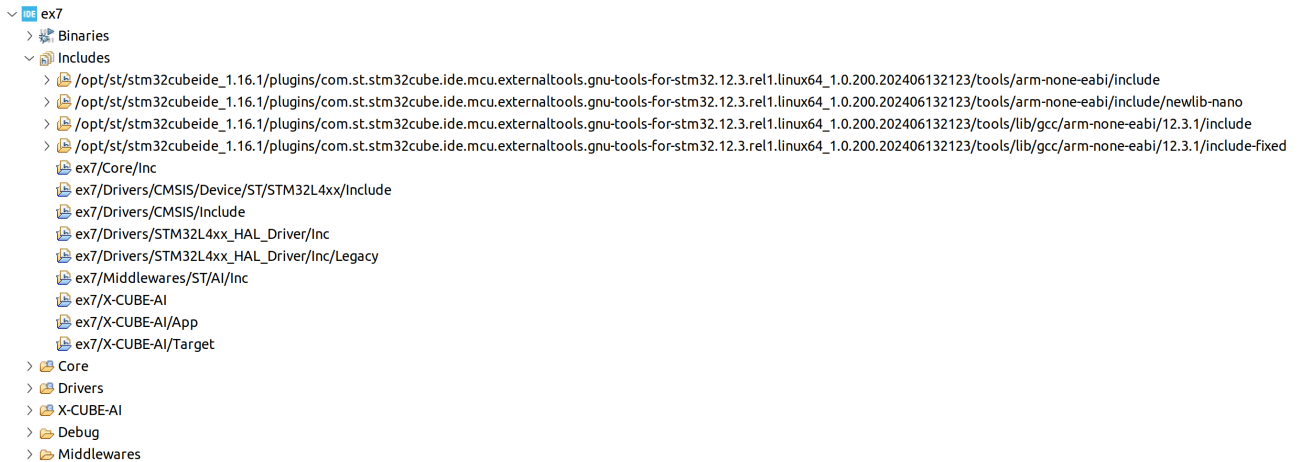 IDE ex7
Binaries
Includes
/opt/st/stm32cubeide_1.16.1/plugins/com.st.stm32cube.ide.mcu.externaltools.gnu-tools-for-stm32.12.3.rel1.linux64_1.0.200.202406132123/tools/arm-none-eabi/include
/opt/st/stm32cubeide_1.16.1/plugins/com.st.stm32cube.ide.mcu.externaltools.gnu-tools-for-stm32.12.3.rel1.linux64_1.0.200.202406132123/tools/arm-none-eabi/include/newlib-nano
/opt/st/stm32cubeide_1.16.1/plugins/com.st.stm32cube.ide.mcu.externaltools.gnu-tools-for-stm32.12.3.rel1.linux64_1.0.200.202406132123/tools/lib/gcc/arm-none-eabi/12.3.1/include
/opt/st/stm32cubeide_1.16.1/plugins/com.st.stm32cube.ide.mcu.externaltools.gnu-tools-for-stm32.12.3.rel1.linux64_1.0.200.202406132123/tools/lib/gcc/arm-none-eabi/12.3.1/include-fixed
ex7/Core/Inc
ex7/Drivers/CMSIS/Device/ST/STM32L4xx/Include
ex7/Drivers/CMSIS/Include
ex7/Drivers/STM32L4xx_HAL_Driver/Inc
ex7/Drivers/STM32L4xx_HAL_Driver/Inc/Legacy
ex7/Middlewares/ST/AI/Inc
ex7/X-CUBE-AI
ex7/X-CUBE-AI/App
ex7/X-CUBE-AI/Target
Core
Drivers
X-CUBE-AI
Debug
Middlewares